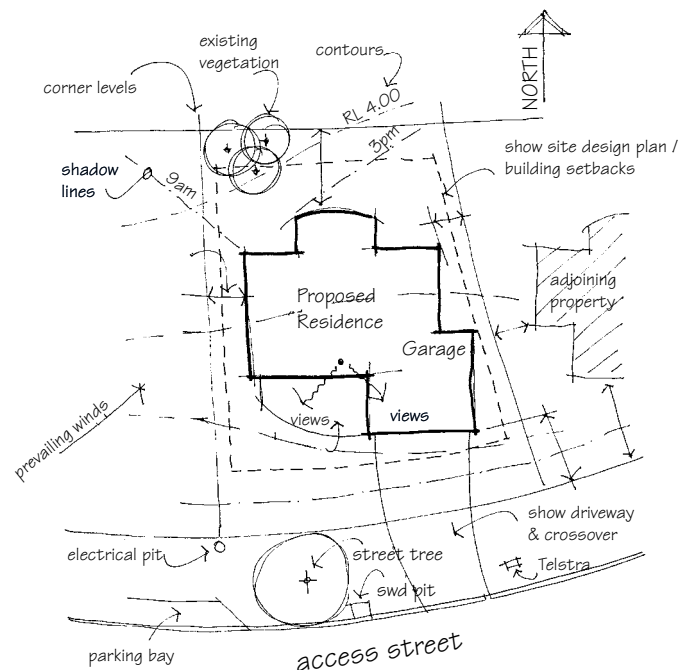 existing
vegetation
contours
NORTH
corner levels
RL 4.00
3pm
show site design plan /
building setbacks
shadow
lines
9am
adjoining
property
Proposed
Residence
Garage
views
views
prevailing winds
show driveway
& crossover
electrical pit
street tree
Telstra
swd pit
parking bay
access street